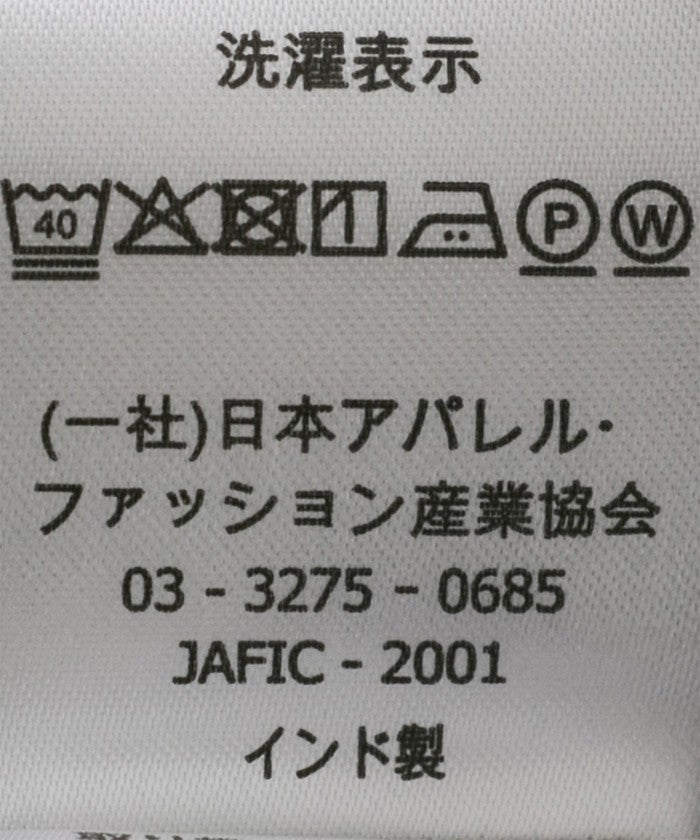 洗濯表示
40 P W
(一社)日本アパレル・
ファッション産業協会
03 - 3275 - 0685
JAFIC - 2001
インド製